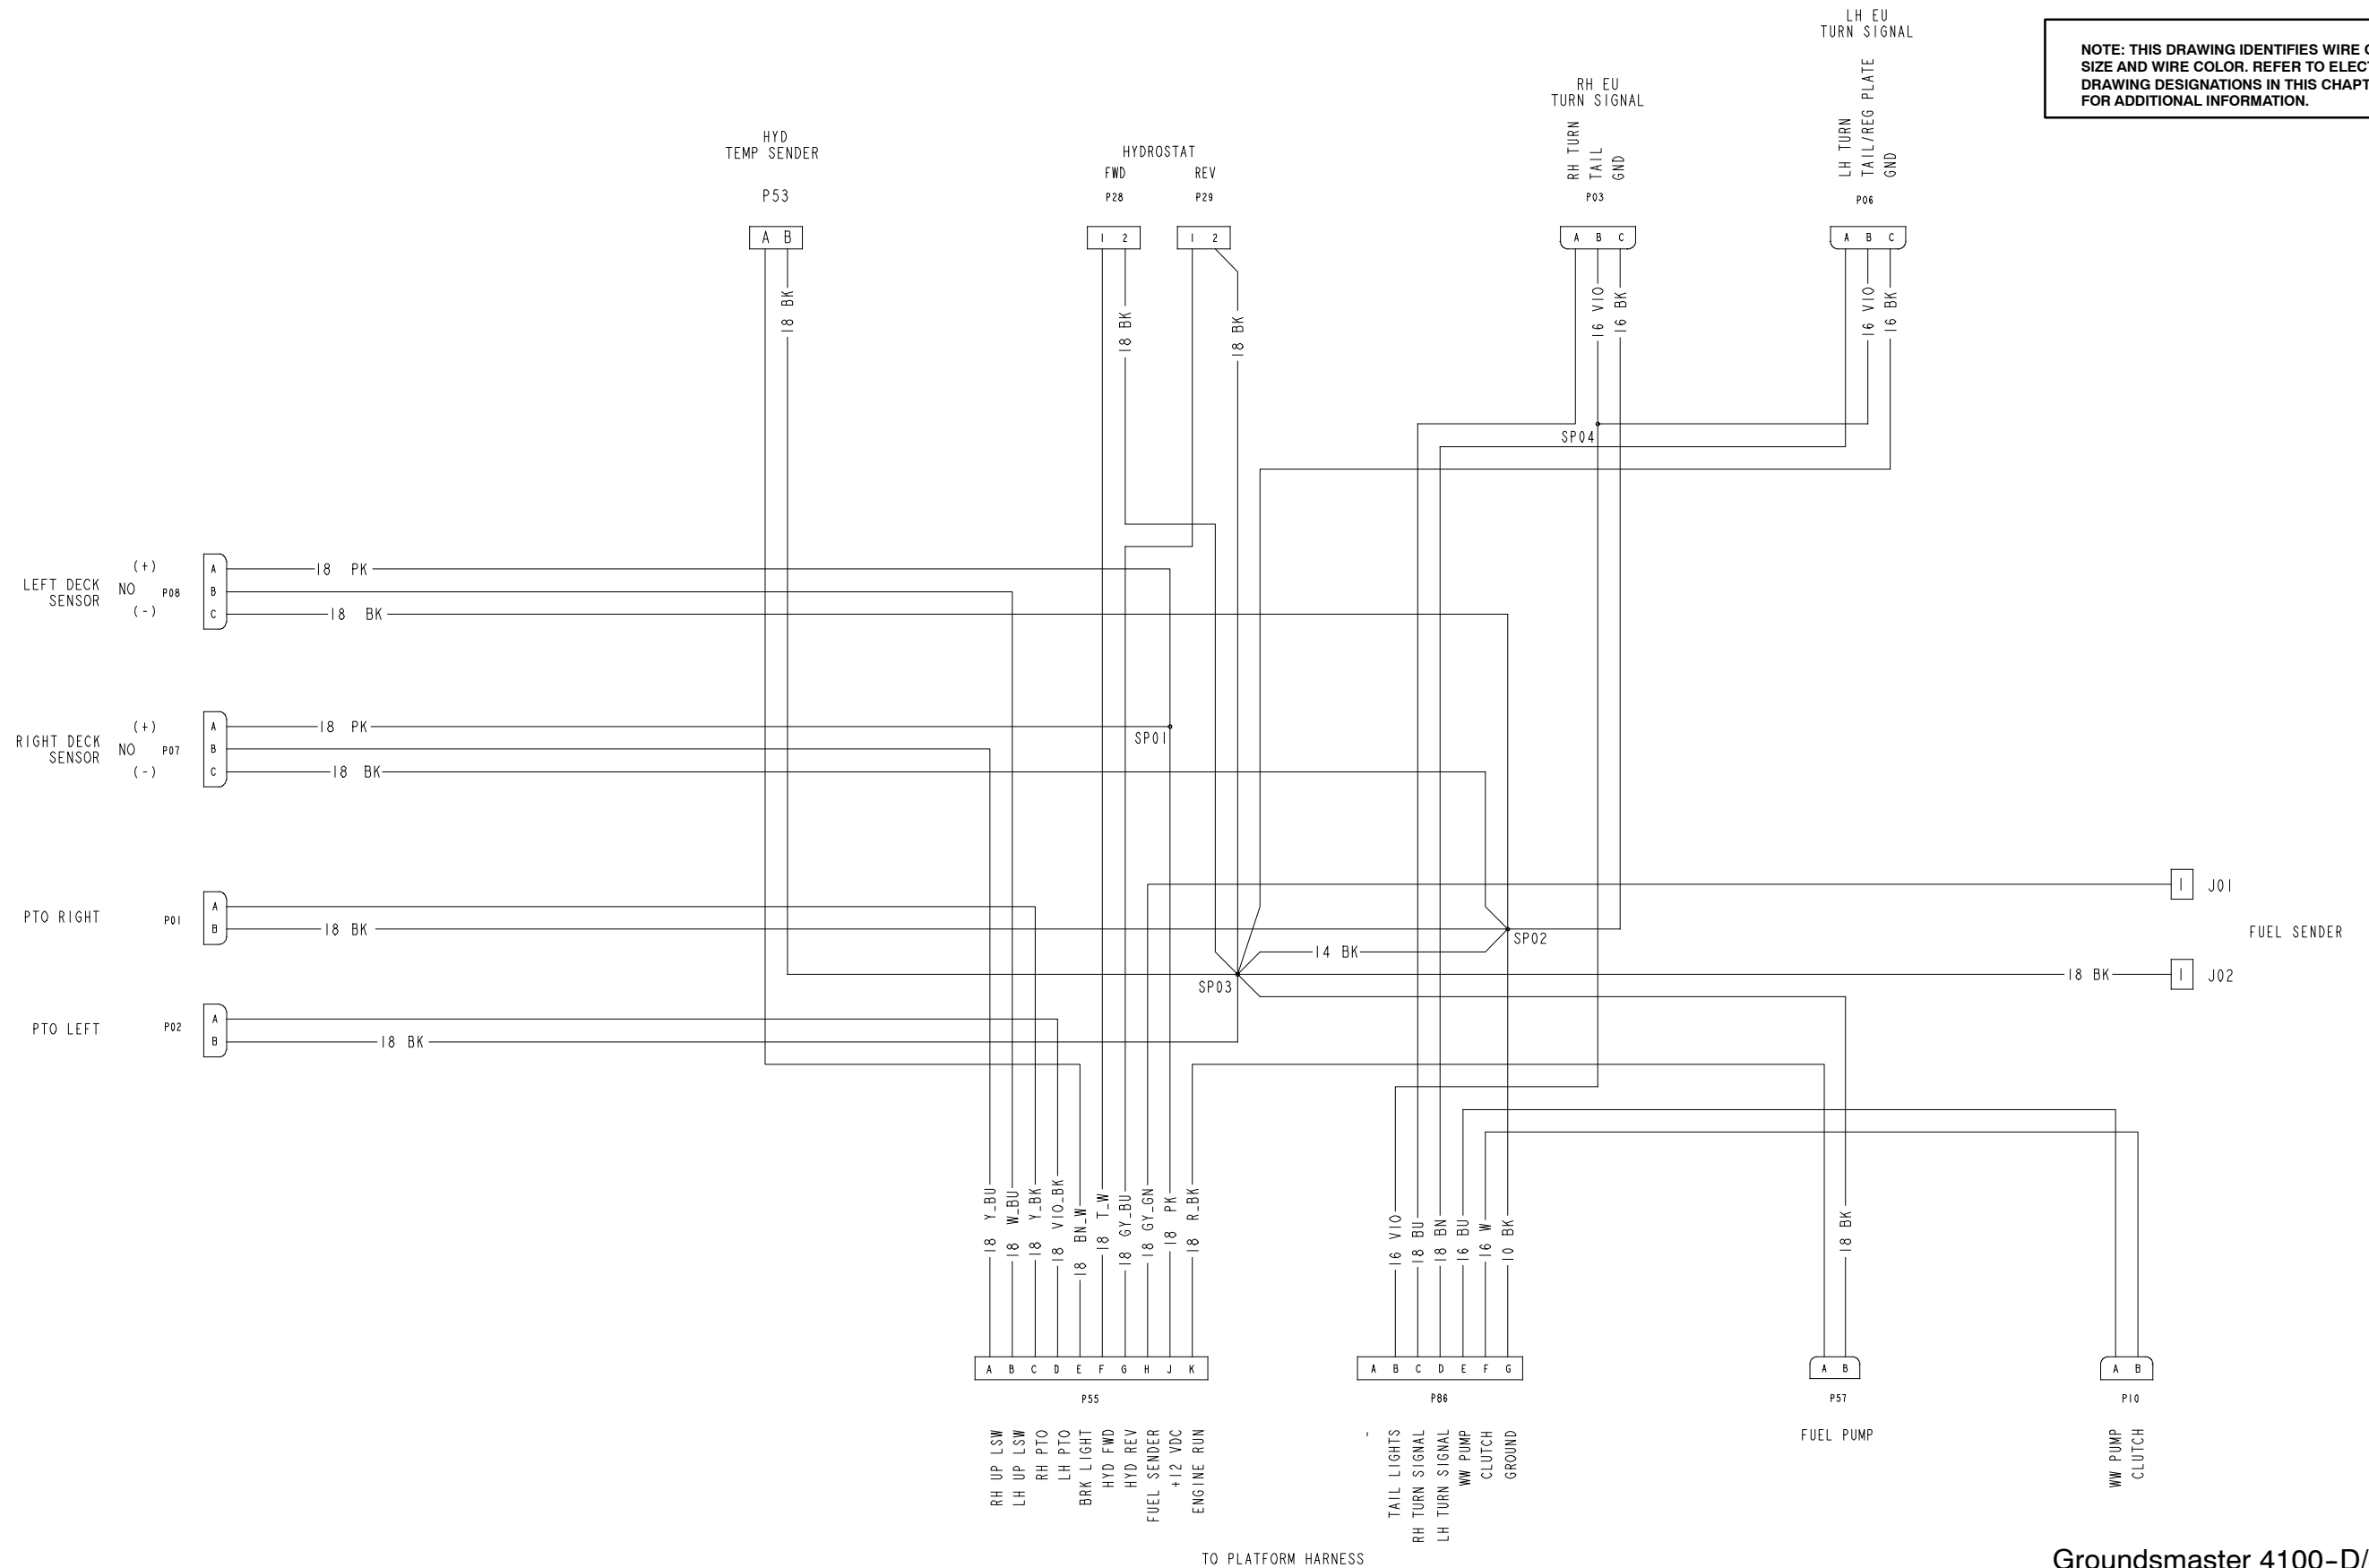 LH EU
TURN SIGNAL
NOTE: THIS DRAWING IDENTIFIES WIRE
SIZE AND WIRE COLOR. REFER TO ELECT
DRAWING DESIGNATIONS IN THIS CHAPT
FOR ADDITIONAL INFORMATION.
RH EU
TURN SIGNAL
LH TURN
TAIL/REG PLATE
GND
HYD
TEMP SENDER
HYDROSTAT
FWD REV
RH TURN
TAIL
GND
P53
P28 P29
P03
P06
A B
1 2
1 2
A B C
A B C
18 BK
18 BK
18 BK
16 VIO
16 BK
16 VIO
16 BK
SP04
LEFT DECK
SENSOR
(+)
NO
(-)
P08
A
B
C
18 PK
18 BK
RIGHT DECK
SENSOR
(+)
NO
(-)
P07
A
B
C
18 PK
18 BK
SP01
PTO RIGHT
P01
A
B
18 BK
SP02
14 BK
SP03
1 J01
FUEL SENDER
18 BK
1 J02
PTO LEFT
P02
A
B
18 BK
18 Y_BU
18 W_BU
18 Y_BK
18 VIO_BK
18 BN_W
18 T_W
18 GY_BU
18 GY_GN
18 PK
18 R_BK
16 VIO
18 BU
18 BN
16 BU
16 W
10 BK
18 BK
A B C D E F G H J K
A B C D E F G
A B
A B
P55
P86
P57
P10
FUEL PUMP
RH UP LSW
LH UP LSW
RH PTO
LH PTO
BRK LIGHT
HYD FWD
HYD REV
FUEL SENDER
+12 VDC
ENGINE RUN
-
TAIL LIGHTS
RH TURN SIGNAL
LH TURN SIGNAL
WW PUMP
CLUTCH
GROUND
WW PUMP
CLUTCH
TO PLATFORM HARNESS
Groundsmaster 4100-D/